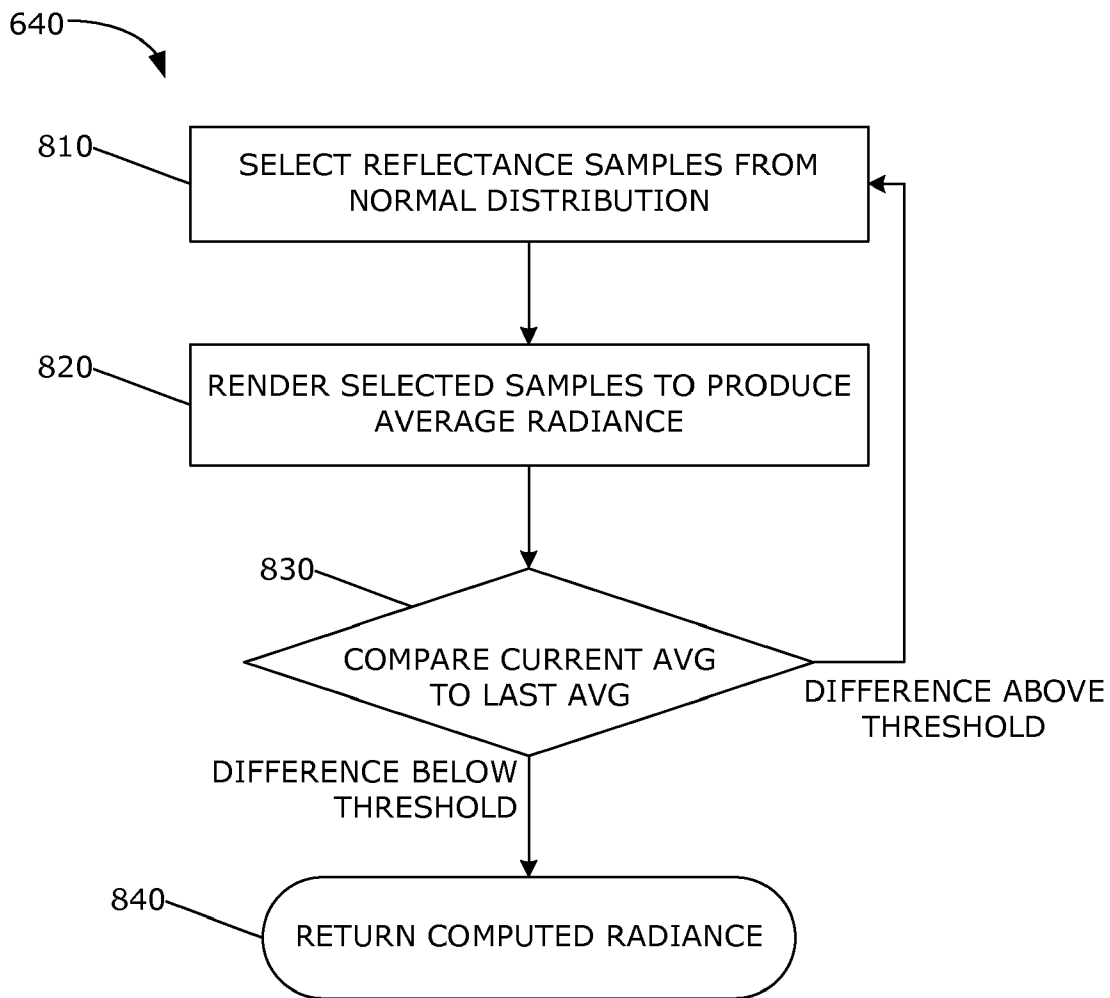 640
810
SELECT REFLECTANCE SAMPLES FROM
NORMAL DISTRIBUTION
820
RENDER SELECTED SAMPLES TO PRODUCE
AVERAGE RADIANCE
830
COMPARE CURRENT AVG
TO LAST AVG
DIFFERENCE ABOVE
THRESHOLD
DIFFERENCE BELOW
THRESHOLD
840
RETURN COMPUTED RADIANCE